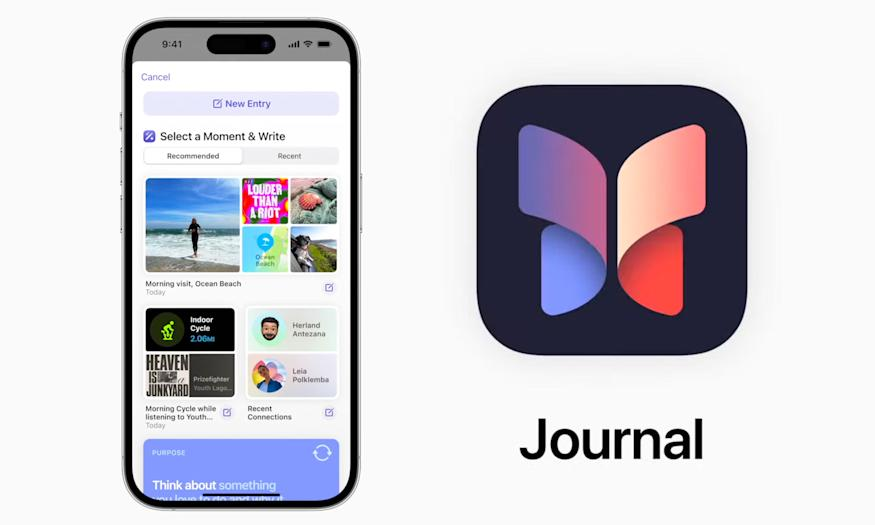 9:41
Cancel
New Entry
Select a Moment & Write
Recommended
Recent
LOUDER
THAN
A RIOT
Ocean
Beach
Morning visit, Ocean Beach
Today
Indoor
Cycle
2.06MI
Herland
Antezana
HEAVEN
IS A
JUNKYARD
Prizefighter
Youth Lago...
Leia
Polklemba
Morning Cycle while
listening to Youth...
Today
Recent
Connections
PURPOSE
Think about something
you love to do and why it
Journal